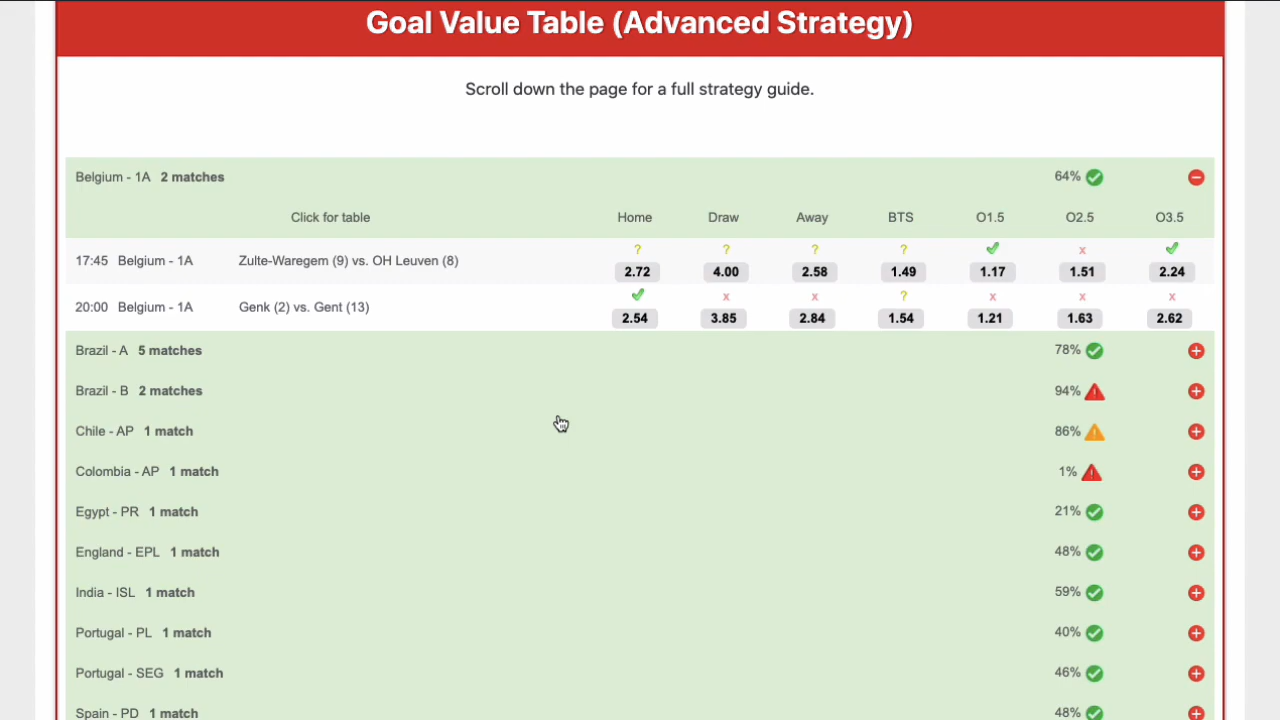 Goal Value Table (Advanced Strategy)
Scroll down the page for a full strategy guide.
Belgium - 1A 2 matches 64%
Click for table Home Draw Away BTS O1.5 O2.5 O3.5
? ? ? ? x
17:45 Belgium - 1A Zulte-Waregem (9) vs. OH Leuven (8) 2.72 4.00 2.58 1.49 1.17 1.51 2.24
x x ? x x x
20:00 Belgium - 1A Genk (2) vs. Gent (13) 2.54 3.85 2.84 1.54 1.21 1.63 2.62
Brazil - A 5 matches 78%
Brazil - B 2 matches 94%
Chile - AP 1 match 86%
Colombia - AP 1 match 1%
Egypt - PR 1 match 21%
England - EPL 1 match 48%
India - ISL 1 match 59%
Portugal - PL 1 match 40%
Portugal - SEG 1 match 46%
Spain - PD 1 match 48%